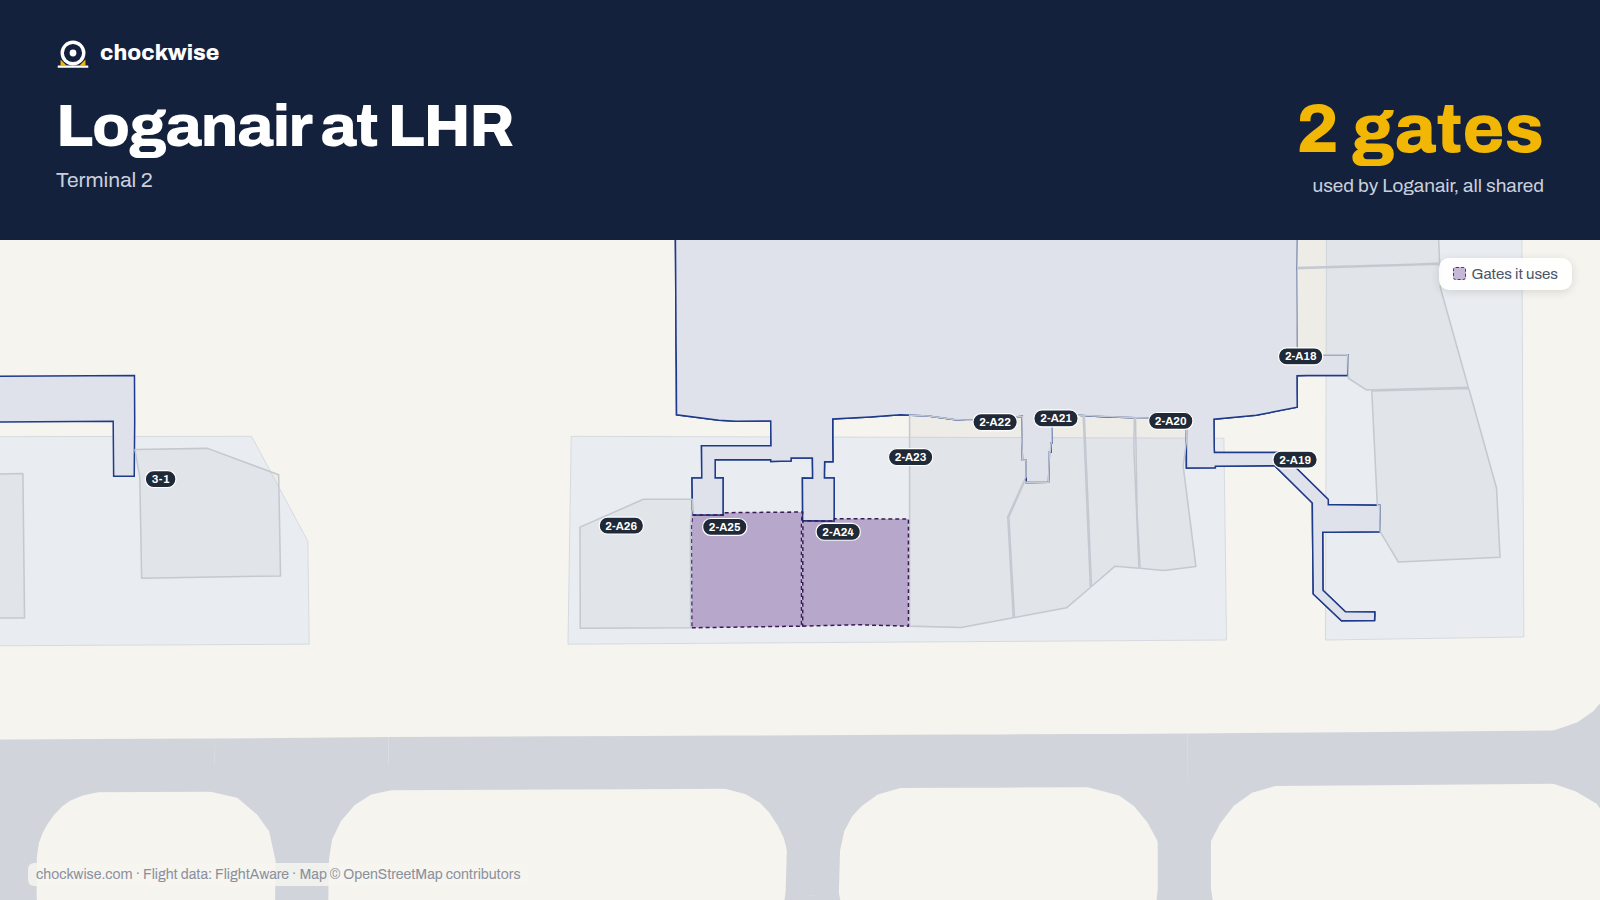 chockwise
Loganair at LHR
Terminal 2
2 gates
used by Loganair, all shared
Gates it uses
2-A18
2-A22
2-A21
2-A20
2-A23
2-A19
3-1
2-A26
2-A25
2-A24
chockwise.com · Flight data: FlightAware · Map © OpenStreetMap contributors